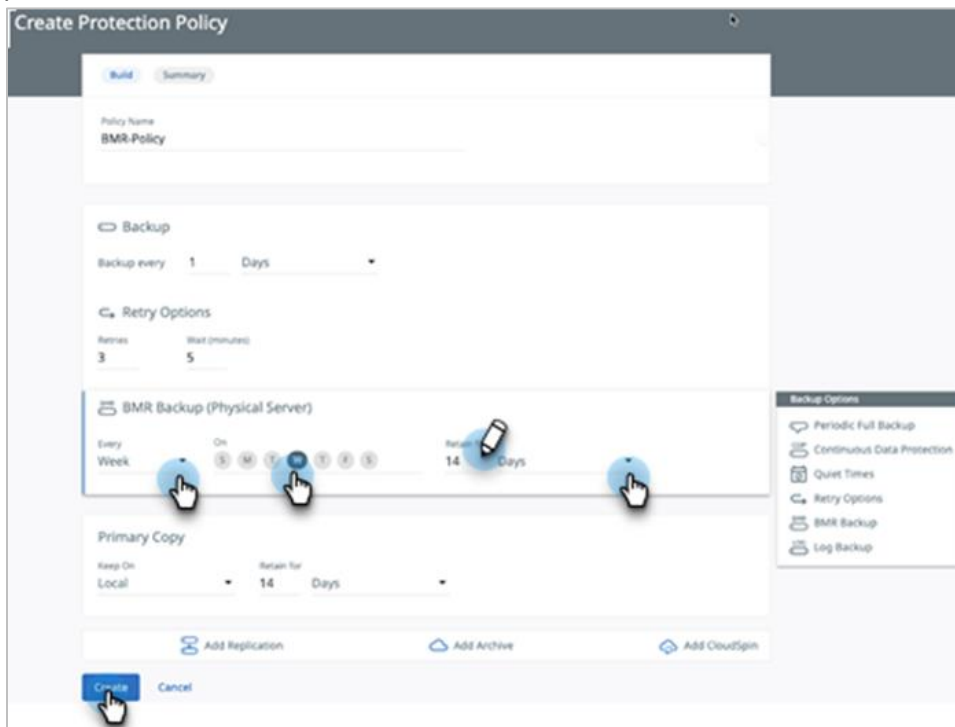 Create Protection Policy
Build Summary
Policy Name
BMR-Policy
Backup
Backup every 1 Days
Retry Options
Retries Wait (minutes)
3 5
BMR Backup (Physical Server)
Every On Retain
Week S M T W T F S 14 Days
Primary Copy
Keep On Retain for
Local 14 Days
Add Replication Add Archive Add CloudSpin
Create Cancel
Backup Options
Periodic Full Backup
Continuous Data Protection
Quiet Times
Retry Options
BMR Backup
Log Backup